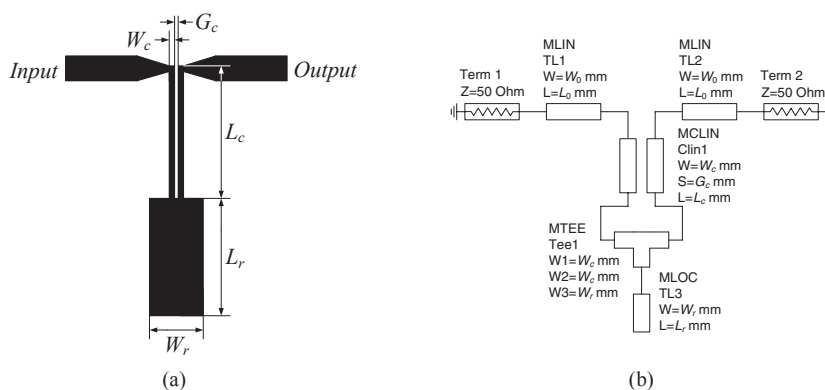 G_c
W_c
Input
Output
L_c
L_r
W_r
(a)
MLIN
TL1
W=W_0 mm
L=L_0 mm
MLIN
TL2
W=W_0 mm
L=L_0 mm
Term 1
Z=50 Ohm
Term 2
Z=50 Ohm
MCLIN
Clin1
W=W_c mm
S=G_c mm
L=L_c mm
MTEE
Tee1
W1=W_c mm
W2=W_c mm
W3=W_r mm
MLOC
TL3
W=W_r mm
L=L_r mm
(b)